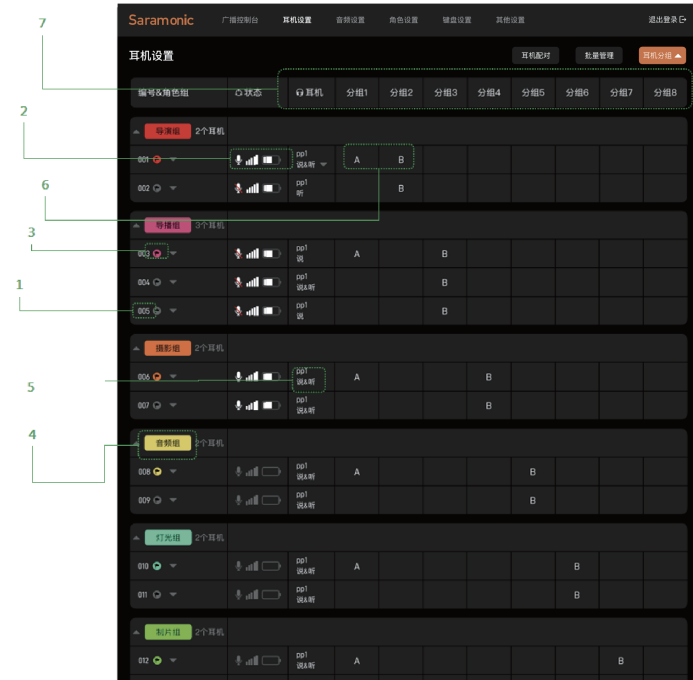 7
Saramonic 广播控制台 耳机设置 音频设置 角色设置 键盘设置 其他设置 退出登录
耳机设置 耳机配对 批量管理 耳机分组
编号&角色组 状态 耳机 分组1 分组2 分组3 分组4 分组5 分组6 分组7 分组8
2
导演组 2个耳机
001 pp1 说&听 A B
6
002 pp1 听 B
3
导播组 3个耳机
003 pp1 说 A B
1
004 pp1 说&听 B
005 pp1 说 B
摄影组 2个耳机
5
006 pp1 说&听 A B
007 pp1 说&听 B
4
音频组 2个耳机
008 pp1 说&听 A B
009 pp1 说&听 B
灯光组 2个耳机
010 pp1 说&听 A B
011 pp1 说&听 B
制片组 2个耳机
012 pp1 说&听 A B